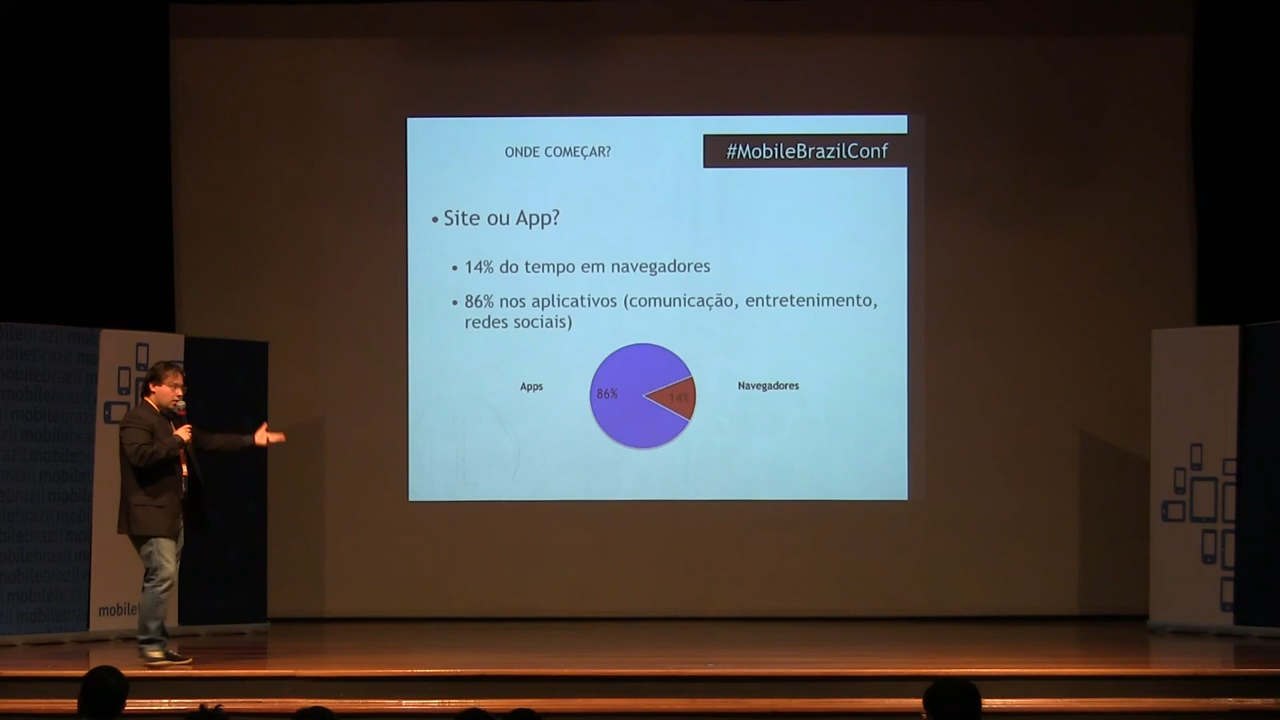 ONDE COMEÇAR?
#MobileBrazilConf
• Site ou App?
• 14% do tempo em navegadores
• 86% nos aplicativos (comunicação, entretenimento,
redes sociais)
Apps
86%
14%
Navegadores
mobile